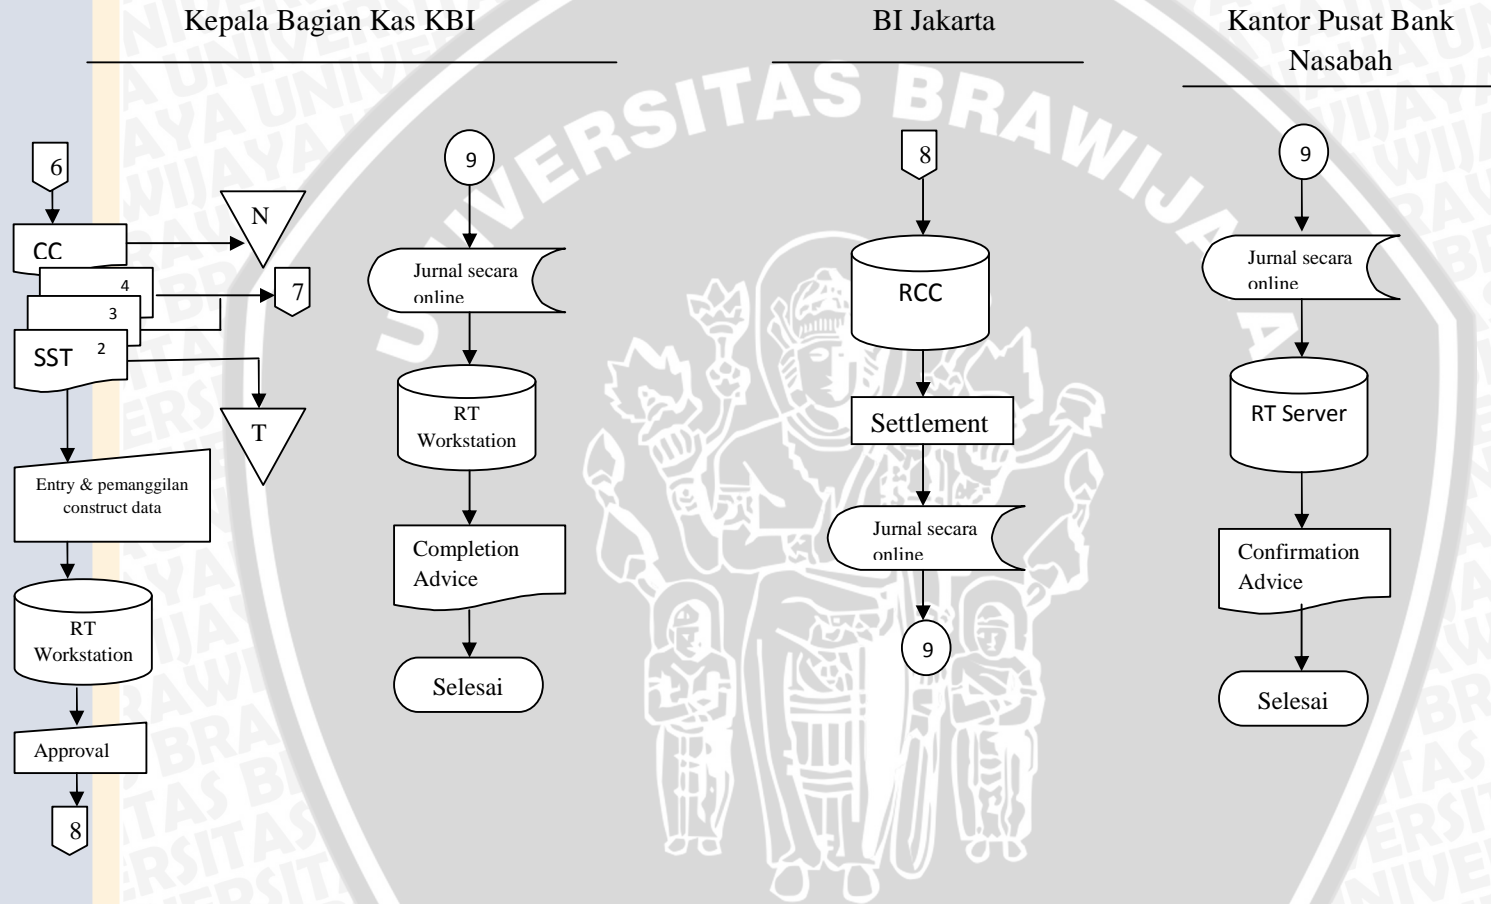 Kepala Bagian Kas KBI
BI Jakarta
Kantor Pusat Bank
Nasabah
6
CC
N
4
7
3
SST 2
T
Entry & pemanggilan
construct data
RT
Workstation
Approval
8
9
Jurnal secara
online
RT
Workstation
Completion
Advice
Selesai
8
RCC
Settlement
Jurnal secara
online
9
9
Jurnal secara
online
RT Server
Confirmation
Advice
Selesai
UNIVERSITAS BRAWIJAYA